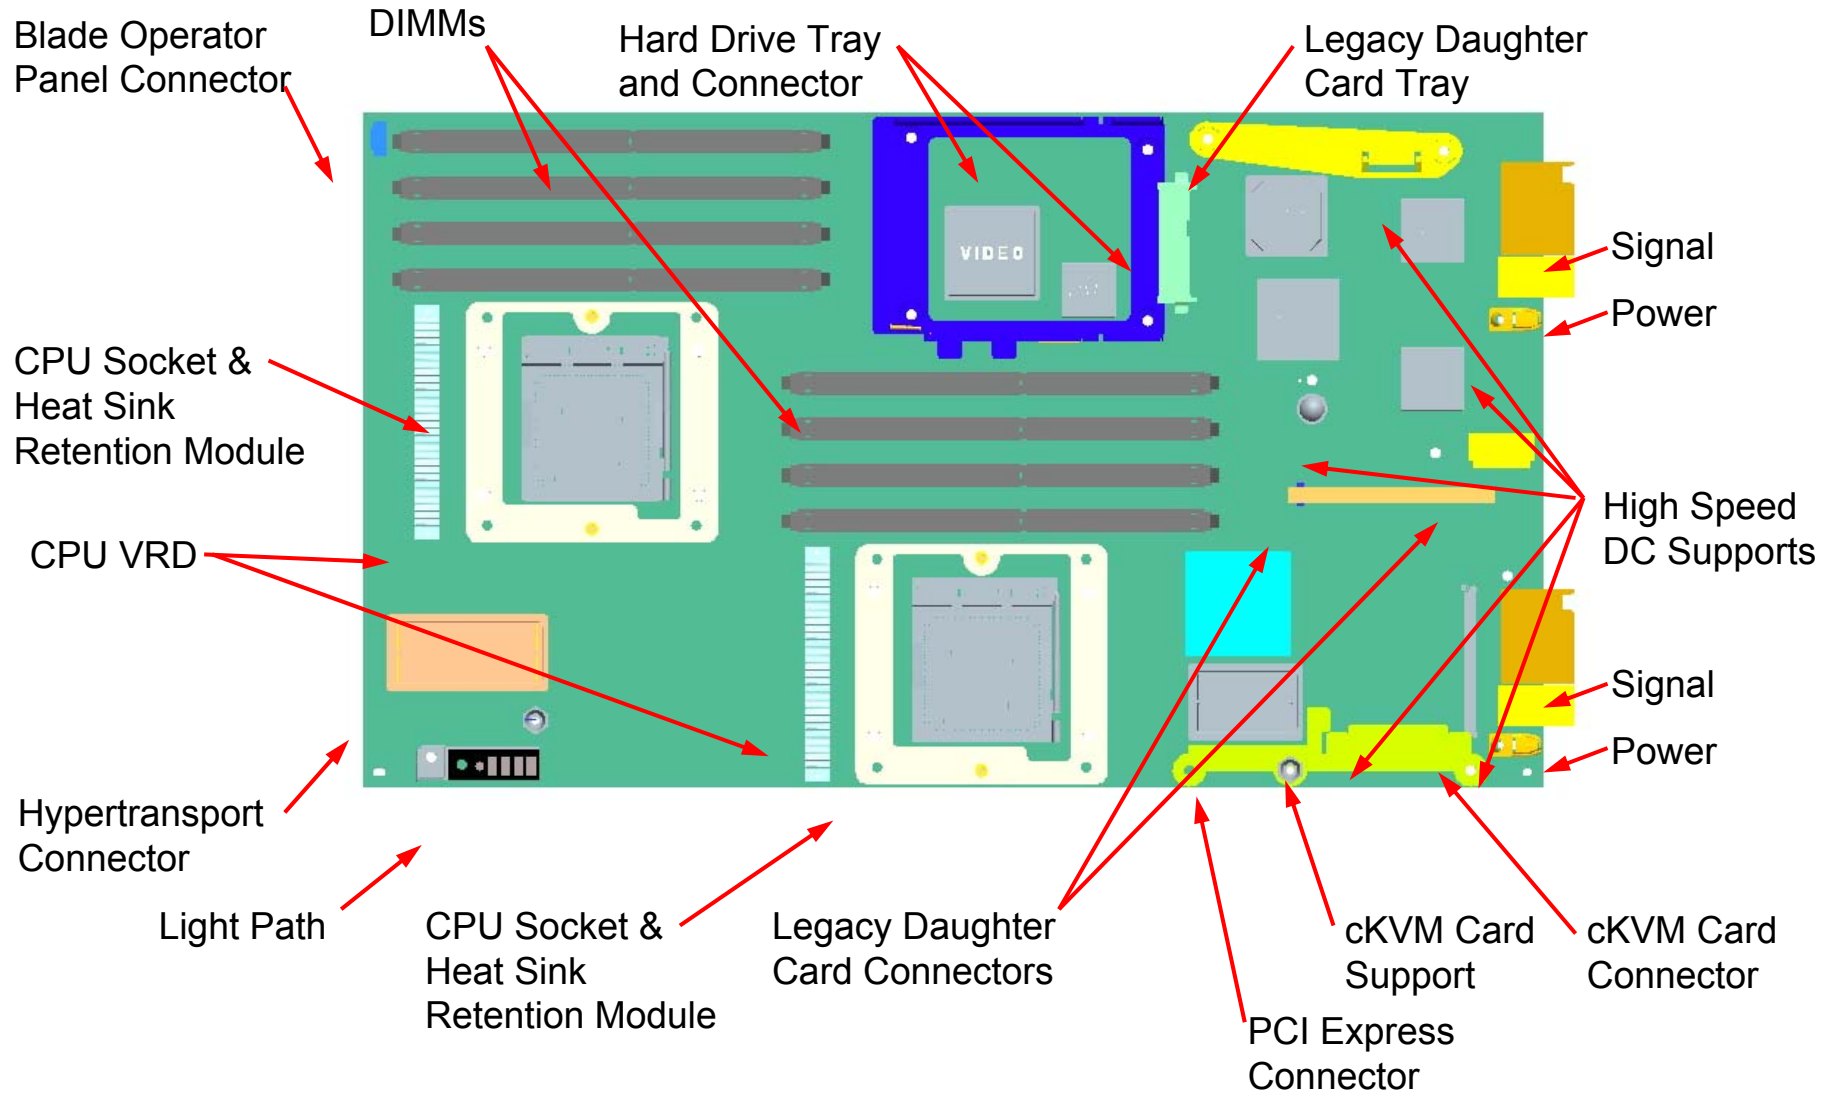 Blade Operator
Panel Connector
DIMMs
Hard Drive Tray
and Connector
Legacy Daughter
Card Tray
VIDEO
Signal
Power
CPU Socket &
Heat Sink
Retention Module
High Speed
DC Supports
CPU VRD
Signal
Power
Hypertransport
Connector
Light Path
CPU Socket &
Heat Sink
Retention Module
Legacy Daughter
Card Connectors
cKVM Card
Support
cKVM Card
Connector
PCI Express
Connector